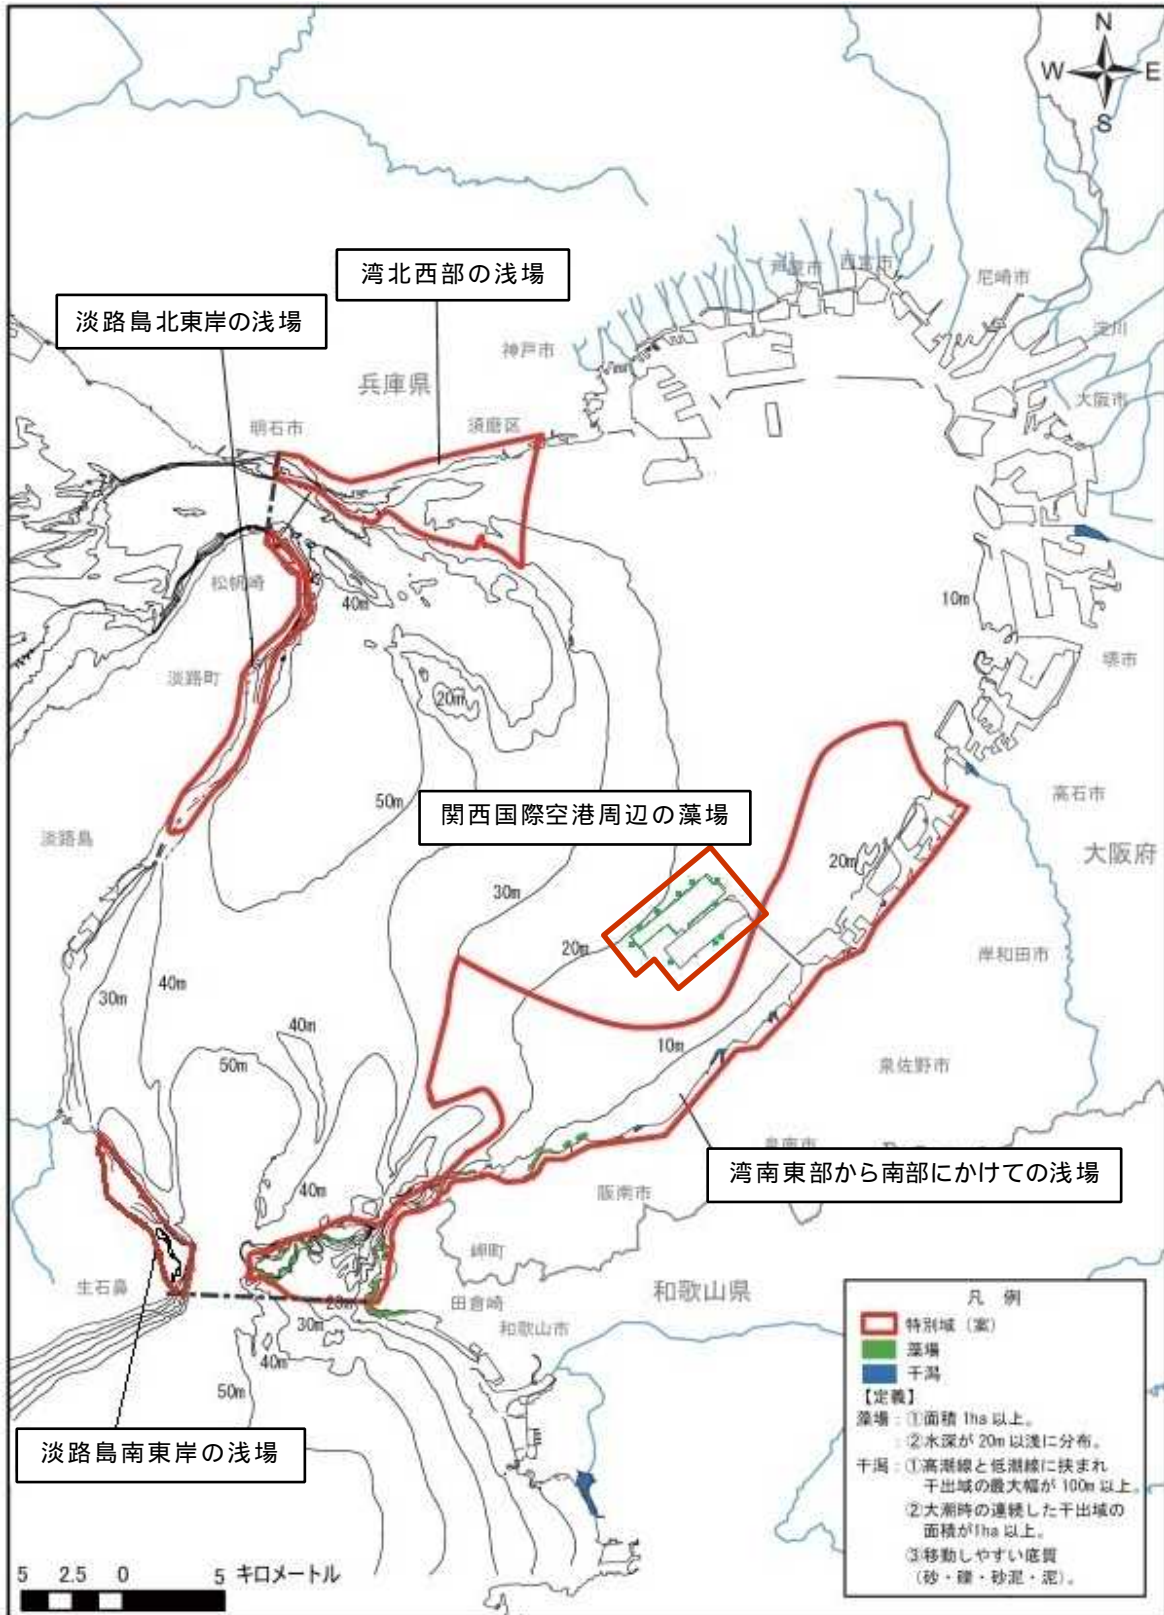 N
W
E
S
湾北西部の浅場
芦屋市
西宮市
尼崎市
淀川
淡路島北東岸の浅場
神戸市
兵庫県
大阪市
明石市
須磨区
松帆崎
40m
10m
堺市
淡路町
20m
50m
関西国際空港周辺の藻場
高石市
淡路島
大阪府
20m
30m
20m
岸和田市
40m
30m
40m
10m
50m
泉佐野市
泉南市
湾南東部から南部にかけての浅場
40m
阪南市
岬町
生石鼻
田倉崎
和歌山県
20m
30m
和歌山市
40m
50m
淡路島南東岸の浅場
凡 例
特別域（案）
藻場
干潟
【定義】
藻場：①面積 1ha 以上。
：②水深が 20m 以浅に分布。
干潟：①高潮線と低潮線に挟まれ
干出域の最大幅が 100m 以上。
②大潮時の連続した干出域の
面積が1ha 以上。
③移動しやすい底質
（砂・礫・砂泥・泥）。
5 2.5 0 5 キロメートル